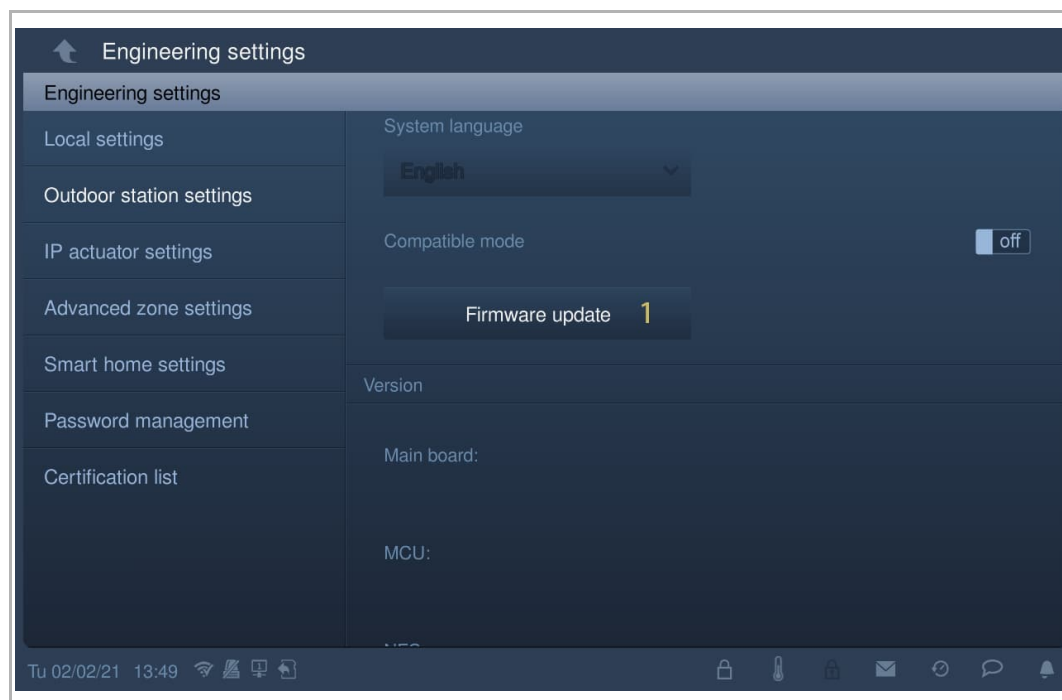 Engineering settings
Engineering settings
Local settings
Outdoor station settings
IP actuator settings
Advanced zone settings
Smart home settings
Password management
Certification list
System language
English
Compatible mode
off
Firmware update 1
Version
Main board:
MCU:
Tu 02/02/21 13:49